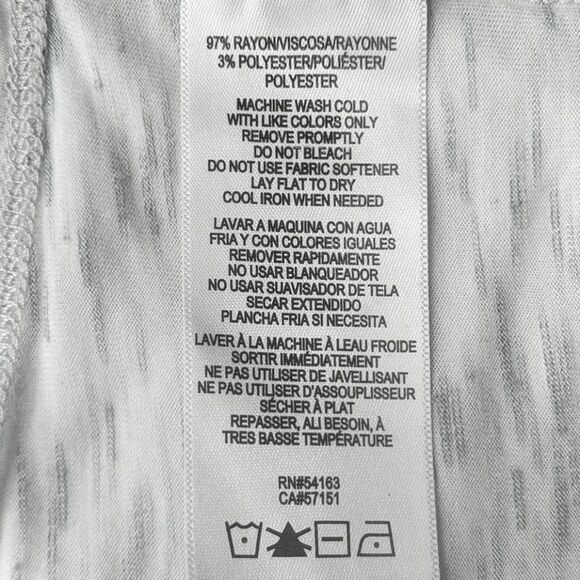 97% RAYON/VISCOSA/RAYONNE
3% POLYESTER/POLIÉSTER/
POLYESTER
MACHINE WASH COLD
WITH LIKE COLORS ONLY
REMOVE PROMPTLY
DO NOT BLEACH
DO NOT USE FABRIC SOFTENER
LAY FLAT TO DRY
COOL IRON WHEN NEEDED
LAVAR A MAQUINA CON AGUA
FRIA Y CON COLORES IGUALES
REMOVER RAPIDAMENTE
NO USAR BLANQUEADOR
NO USAR SUAVISADOR DE TELA
SECAR EXTENDIDO
PLANCHA FRIA SI NECESITA
LAVER À LA MACHINE À LEAU FROIDE
SORTIR IMMÉDIATEMENT
NE PAS UTILISER DE JAVELLISANT
NE PAS UTILISER D'ASSOUPLISSEUR
SÉCHER À PLAT
REPASSER, ALI BESOIN, À
TRES BASSE TEMPÉRATURE
RN#54163
CA#57151